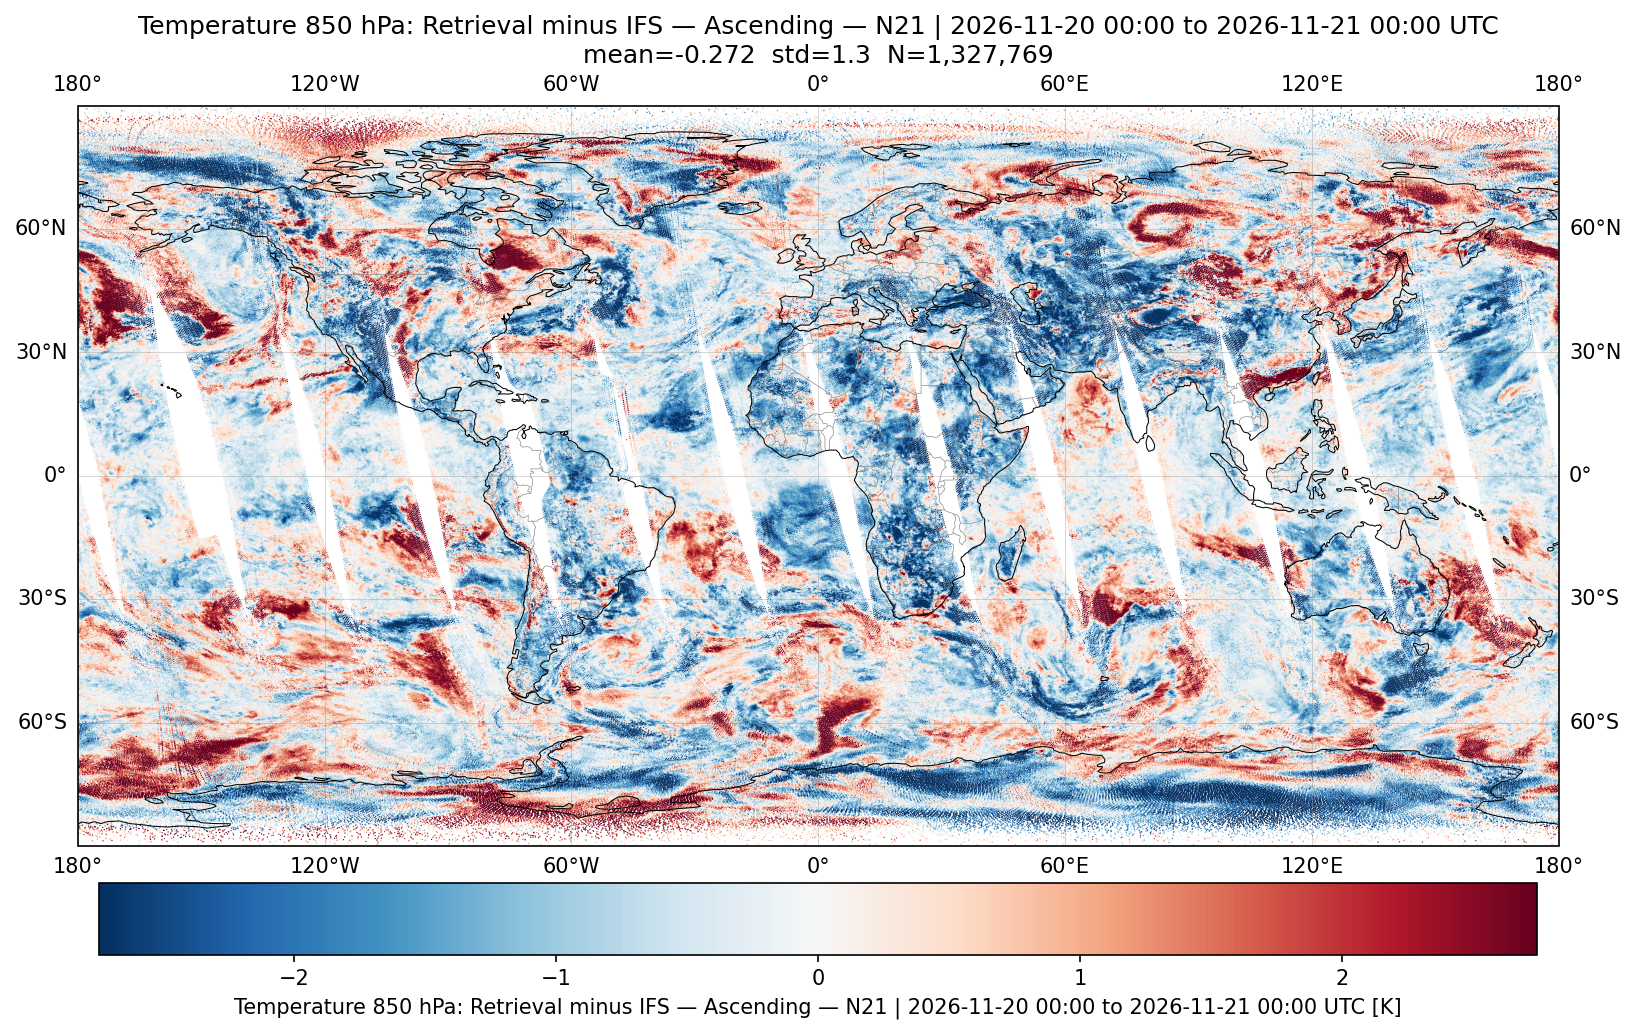 Temperature 850 hPa: Retrieval minus IFS — Ascending — N21 | 2026-11-20 00:00 to 2026-11-21 00:00 UTC
mean=-0.272  std=1.3  N=1,327,769
180° 120°W 60°W 0° 60°E 120°E 180°
60°N 60°N
30°N 30°N
0° 0°
30°S 30°S
60°S 60°S
180° 120°W 60°W 0° 60°E 120°E 180°
−2 −1 0 1 2
Temperature 850 hPa: Retrieval minus IFS — Ascending — N21 | 2026-11-20 00:00 to 2026-11-21 00:00 UTC [K]